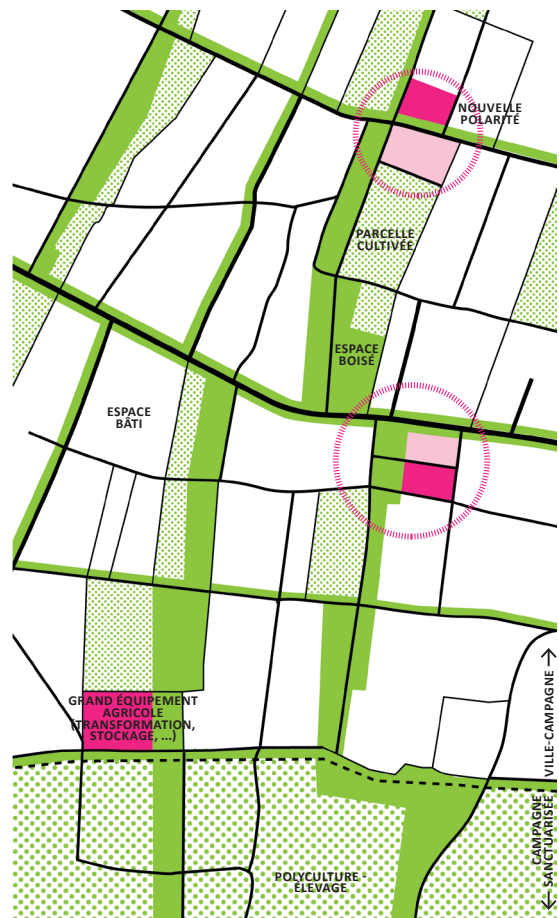 NOUVELLE
POLARITÉ
PARCELLE
CULTIVÉE
ESPACE
BOISÉ
ESPACE
BÂTI
GRAND ÉQUIPEMENT
AGRICOLE
(TRANSFORMATION,
STOCKAGE, ...)
VILLE-CAMPAGNE
CAMPAGNE
SANCTUARISÉE
POLYCULTURE -
ÉLEVAGE